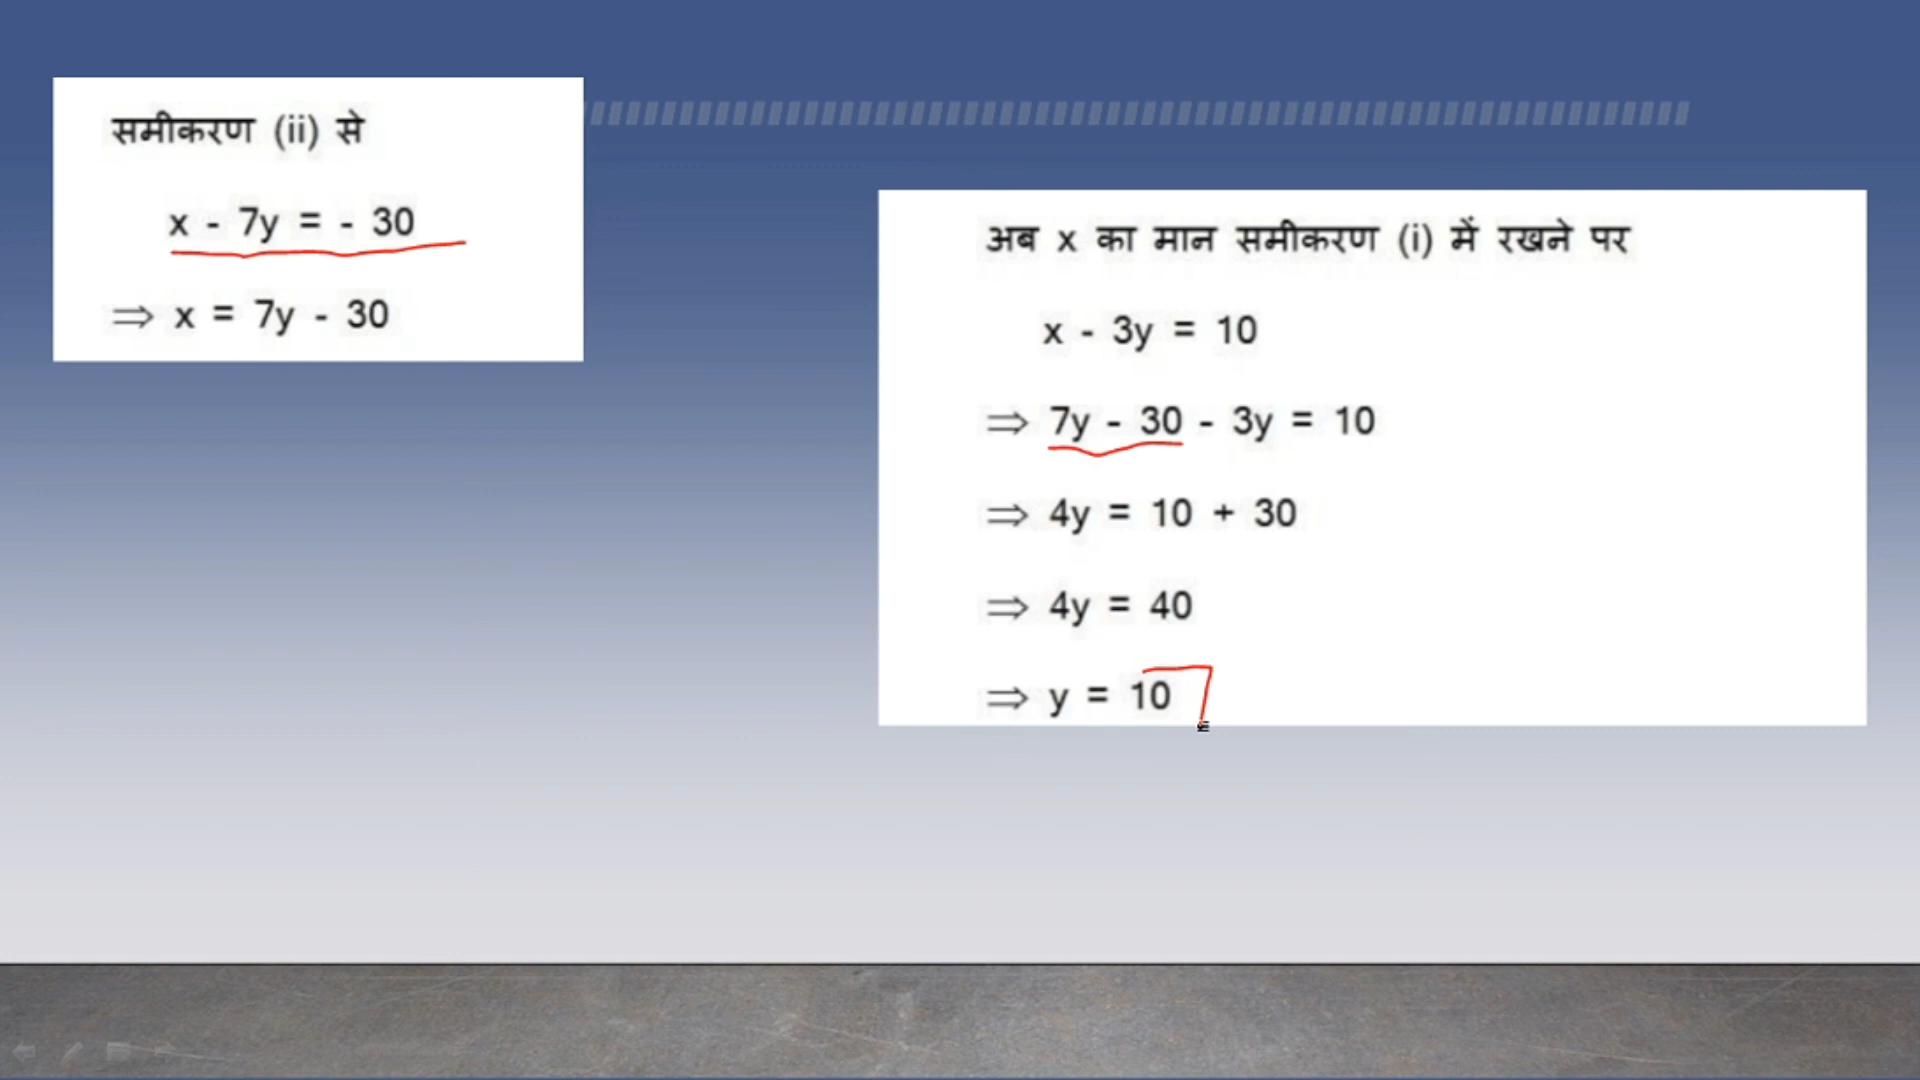 समीकरण (ii) से
x - 7y = - 30
⇒ x = 7y - 30
अब x का मान समीकरण (i) में रखने पर
x - 3y = 10
⇒ 7y - 30 - 3y = 10
⇒ 4y = 10 + 30
⇒ 4y = 40
⇒ y = 10